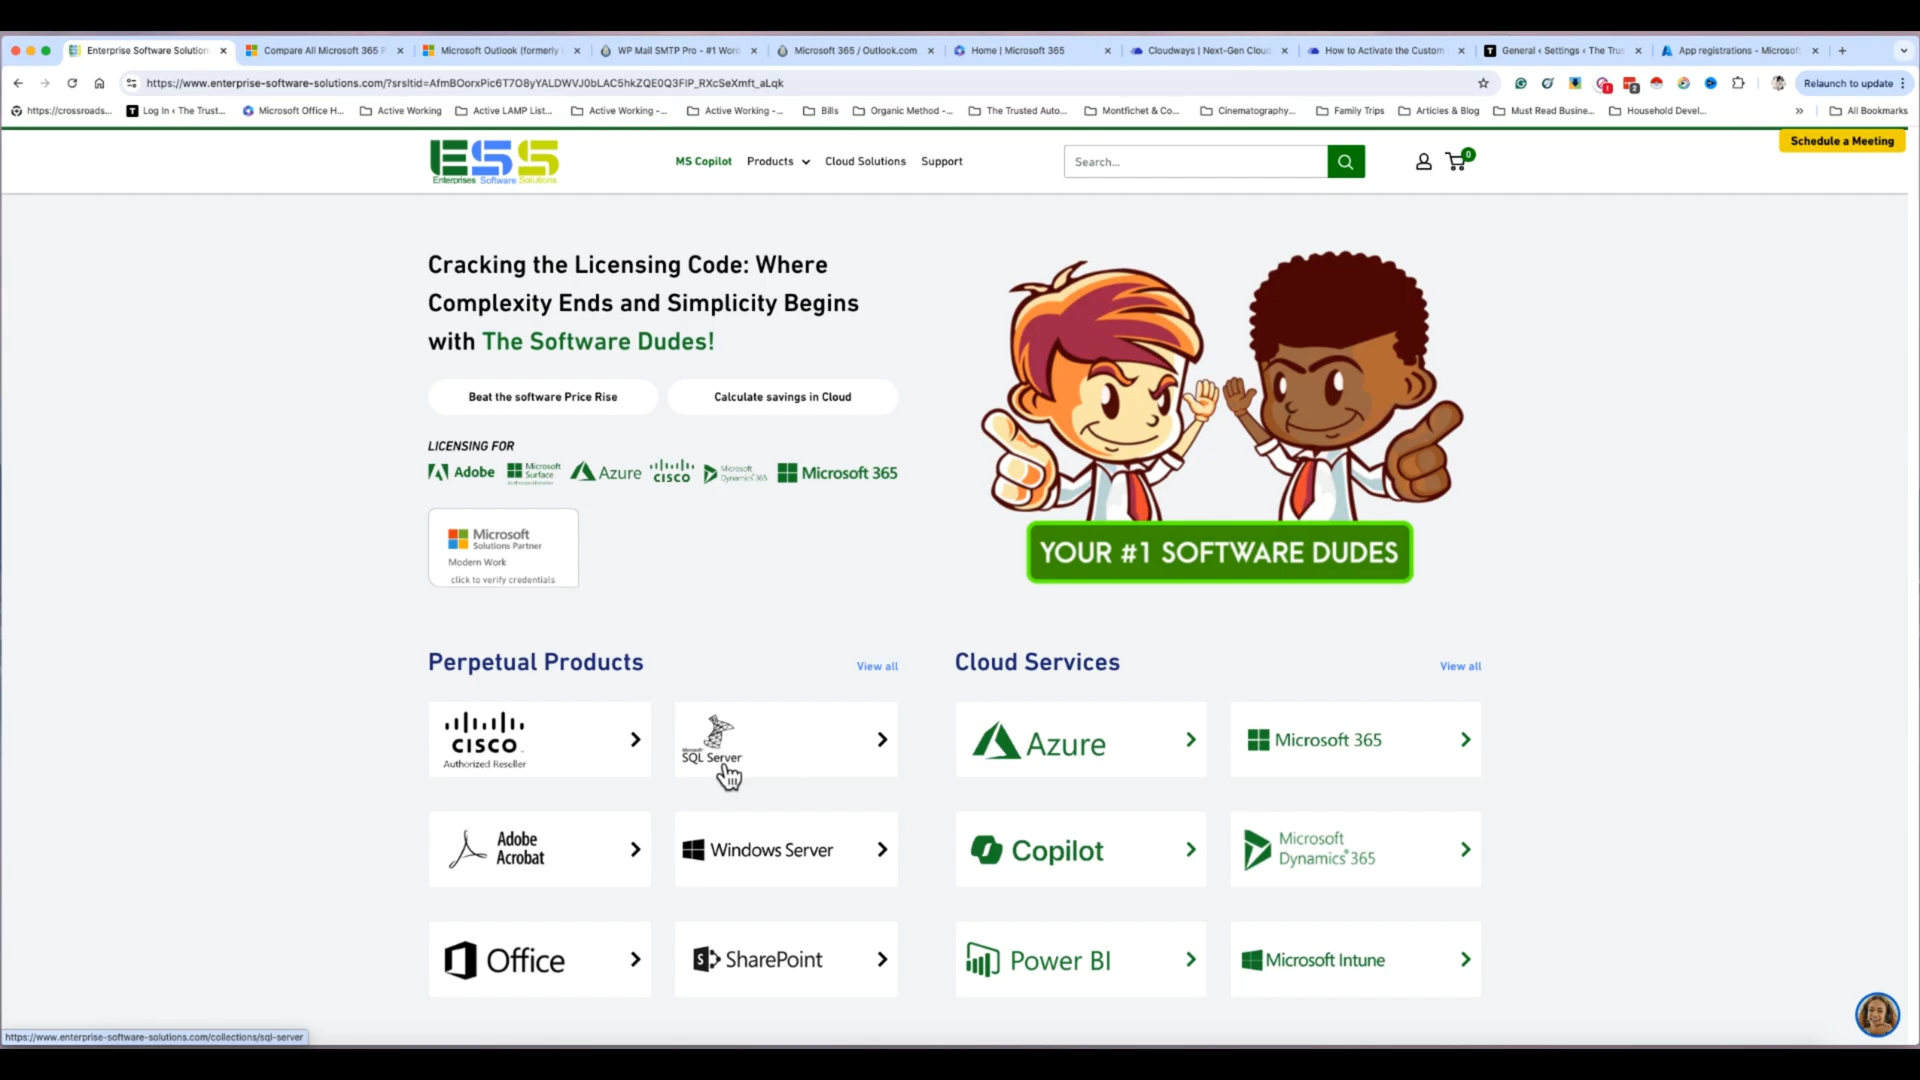 Enterprise Software Solution
Compare All Microsoft 365 P
Microsoft Outlook (formerly
WP Mail SMTP Pro - #1 Word
Microsoft 365 / Outlook.com
Home | Microsoft 365
Cloudways | Next-Gen Cloud
How to Activate the Custom
General ‹ Settings ‹ The Trus
App registrations - Microsof
https://www.enterprise-software-solutions.com/?srsltid=AfmBOorxPic6T7O8yYALDWVJ0bLAC5hkZQE0Q3FIP_RXcSeXmft_aLqk
Relaunch to update
https://crossroads...
Log In ‹ The Trust...
Microsoft Office H...
Active Working
Active LAMP List...
Active Working -...
Active Working -...
Bills
Organic Method -...
The Trusted Auto...
Montfichet & Co...
Cinematography...
Family Trips
Articles & Blog
Must Read Busine...
Household Devel...
All Bookmarks
Schedule a Meeting
ESS
Enterprises Software Solutions
MS Copilot
Products
Cloud Solutions
Support
Search...
0
Cracking the Licensing Code: Where
Complexity Ends and Simplicity Begins
with The Software Dudes!
Beat the software Price Rise
Calculate savings in Cloud
LICENSING FOR
Adobe
Microsoft
Surface
Azure
CISCO
Microsoft
Dynamics 365
Microsoft 365
Microsoft
Solutions Partner
Modern Work
click to verify credentials
YOUR #1 SOFTWARE DUDES
Perpetual Products
View all
Cloud Services
View all
CISCO
Authorized Reseller
Microsoft
SQL Server
Azure
Microsoft 365
Adobe
Acrobat
Windows Server
Copilot
Microsoft
Dynamics 365
Office
SharePoint
Power BI
Microsoft Intune
https://www.enterprise-software-solutions.com/collections/sql-server